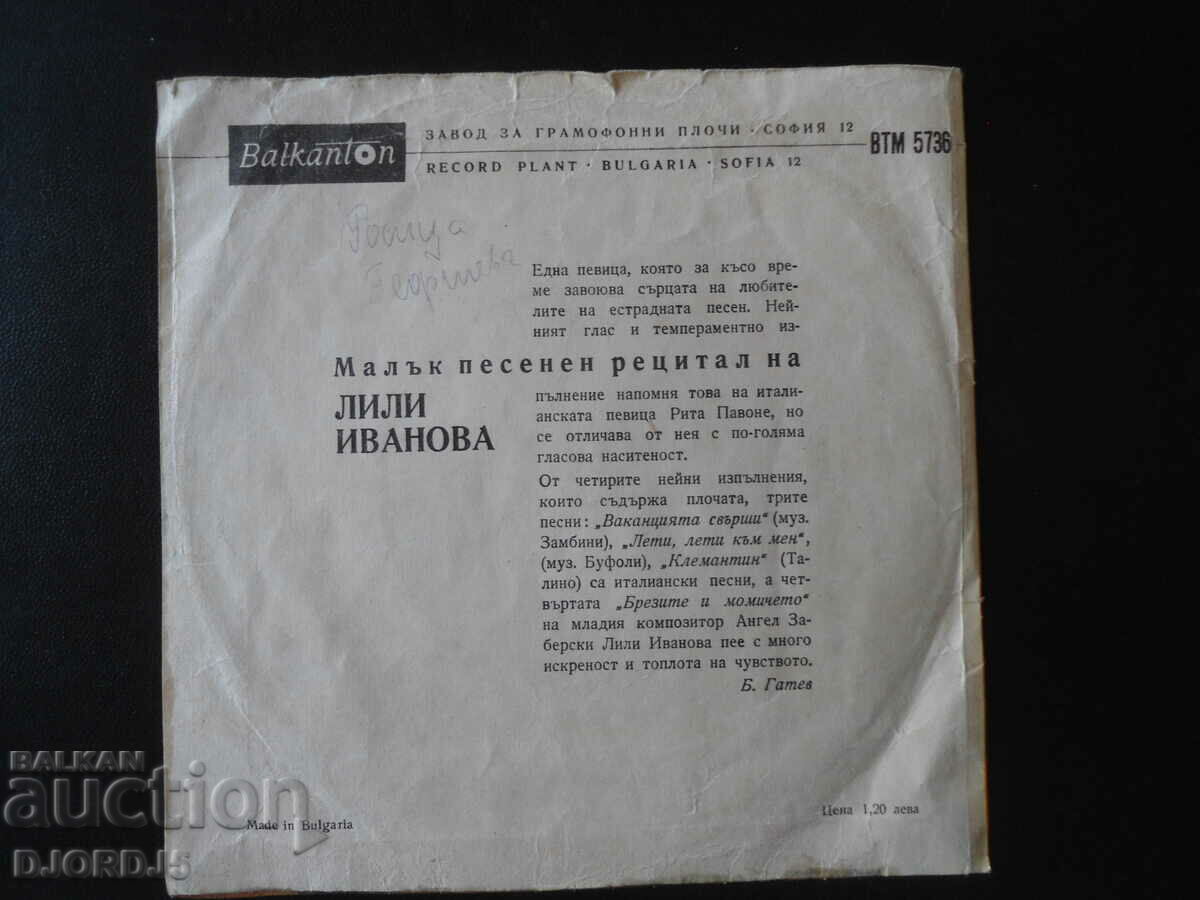 Balkanton
ЗАВОД ЗА ГРАМОФОННИ ПЛОЧИ · СОФИЯ 12
RECORD PLANT · BULGARIA · SOFIA 12
ВТМ 5736
Георгиева
Една певица, която за късо вре-
ме завоюва сърцата на любите-
лите на естрадната песен. Ней-
ният глас и темпераментно из-
Малък песенен рецитал на
ЛИЛИ
ИВАНОВА
пълнение напомня това на итали-
анската певица Рита Павоне, но
се отличава от нея с по-голяма
гласова наситеност.
От четирите нейни изпълнения,
които съдържа плочата, трите
песни: „Ваканцията свърши" (муз.
Замбини), „Лети, лети към мен",
(муз. Буфоли), „Клемантин" (Та-
лино) са италиански песни, а чет-
въртата „Брезите и момичето"
на младия композитор Ангел За-
берски Лили Иванова пее с много
искреност и топлота на чувството.
Б. Гатев
Made in Bulgaria
Цена 1,20 лева
BALKAN
auction
DJORDJ5